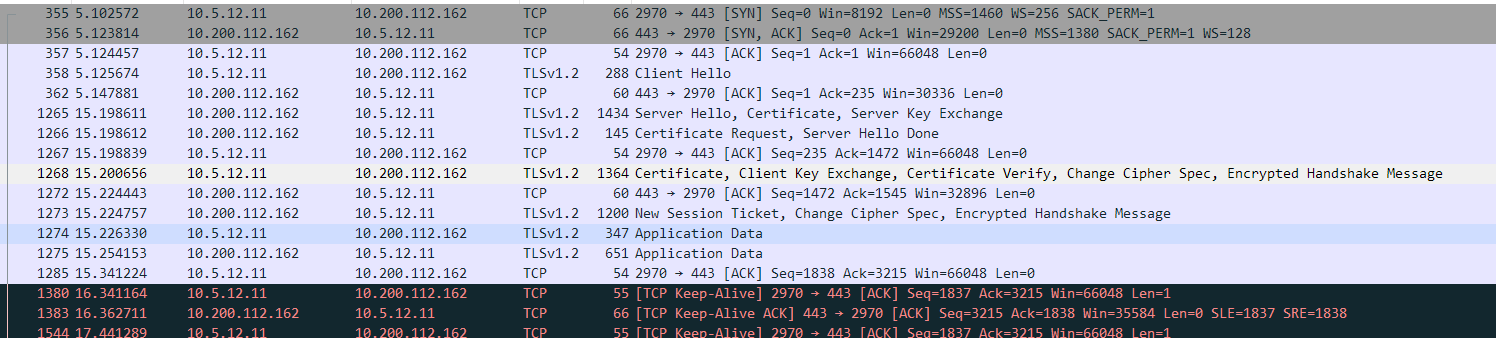 355 5.102572 10.5.12.11 10.200.112.162 TCP 66 2970 → 443 [SYN] Seq=0 Win=8192 Len=0 MSS=1460 WS=256 SACK_PERM=1
356 5.123814 10.200.112.162 10.5.12.11 TCP 66 443 → 2970 [SYN, ACK] Seq=0 Ack=1 Win=29200 Len=0 MSS=1380 SACK_PERM=1 WS=128
357 5.124457 10.5.12.11 10.200.112.162 TCP 54 2970 → 443 [ACK] Seq=1 Ack=1 Win=66048 Len=0
358 5.125674 10.5.12.11 10.200.112.162 TLSv1.2 288 Client Hello
362 5.147881 10.200.112.162 10.5.12.11 TCP 60 443 → 2970 [ACK] Seq=1 Ack=235 Win=30336 Len=0
1265 15.198611 10.200.112.162 10.5.12.11 TLSv1.2 1434 Server Hello, Certificate, Server Key Exchange
1266 15.198612 10.200.112.162 10.5.12.11 TLSv1.2 145 Certificate Request, Server Hello Done
1267 15.198839 10.5.12.11 10.200.112.162 TCP 54 2970 → 443 [ACK] Seq=235 Ack=1472 Win=66048 Len=0
1268 15.200656 10.5.12.11 10.200.112.162 TLSv1.2 1364 Certificate, Client Key Exchange, Certificate Verify, Change Cipher Spec, Encrypted Handshake Message
1272 15.224443 10.200.112.162 10.5.12.11 TCP 60 443 → 2970 [ACK] Seq=1472 Ack=1545 Win=32896 Len=0
1273 15.224757 10.200.112.162 10.5.12.11 TLSv1.2 1200 New Session Ticket, Change Cipher Spec, Encrypted Handshake Message
1274 15.226330 10.5.12.11 10.200.112.162 TLSv1.2 347 Application Data
1275 15.254153 10.200.112.162 10.5.12.11 TLSv1.2 651 Application Data
1285 15.341224 10.5.12.11 10.200.112.162 TCP 54 2970 → 443 [ACK] Seq=1838 Ack=3215 Win=66048 Len=0
1380 16.341164 10.5.12.11 10.200.112.162 TCP 55 [TCP Keep-Alive] 2970 → 443 [ACK] Seq=1837 Ack=3215 Win=66048 Len=1
1383 16.362711 10.200.112.162 10.5.12.11 TCP 66 [TCP Keep-Alive ACK] 443 → 2970 [ACK] Seq=3215 Ack=1838 Win=35584 Len=0 SLE=1837 SRE=1838
1544 17.441289 10.5.12.11 10.200.112.162 TCP 55 [TCP Keep-Alive] 2970 → 443 [ACK] Seq=1837 Ack=3215 Win=66048 Len=1